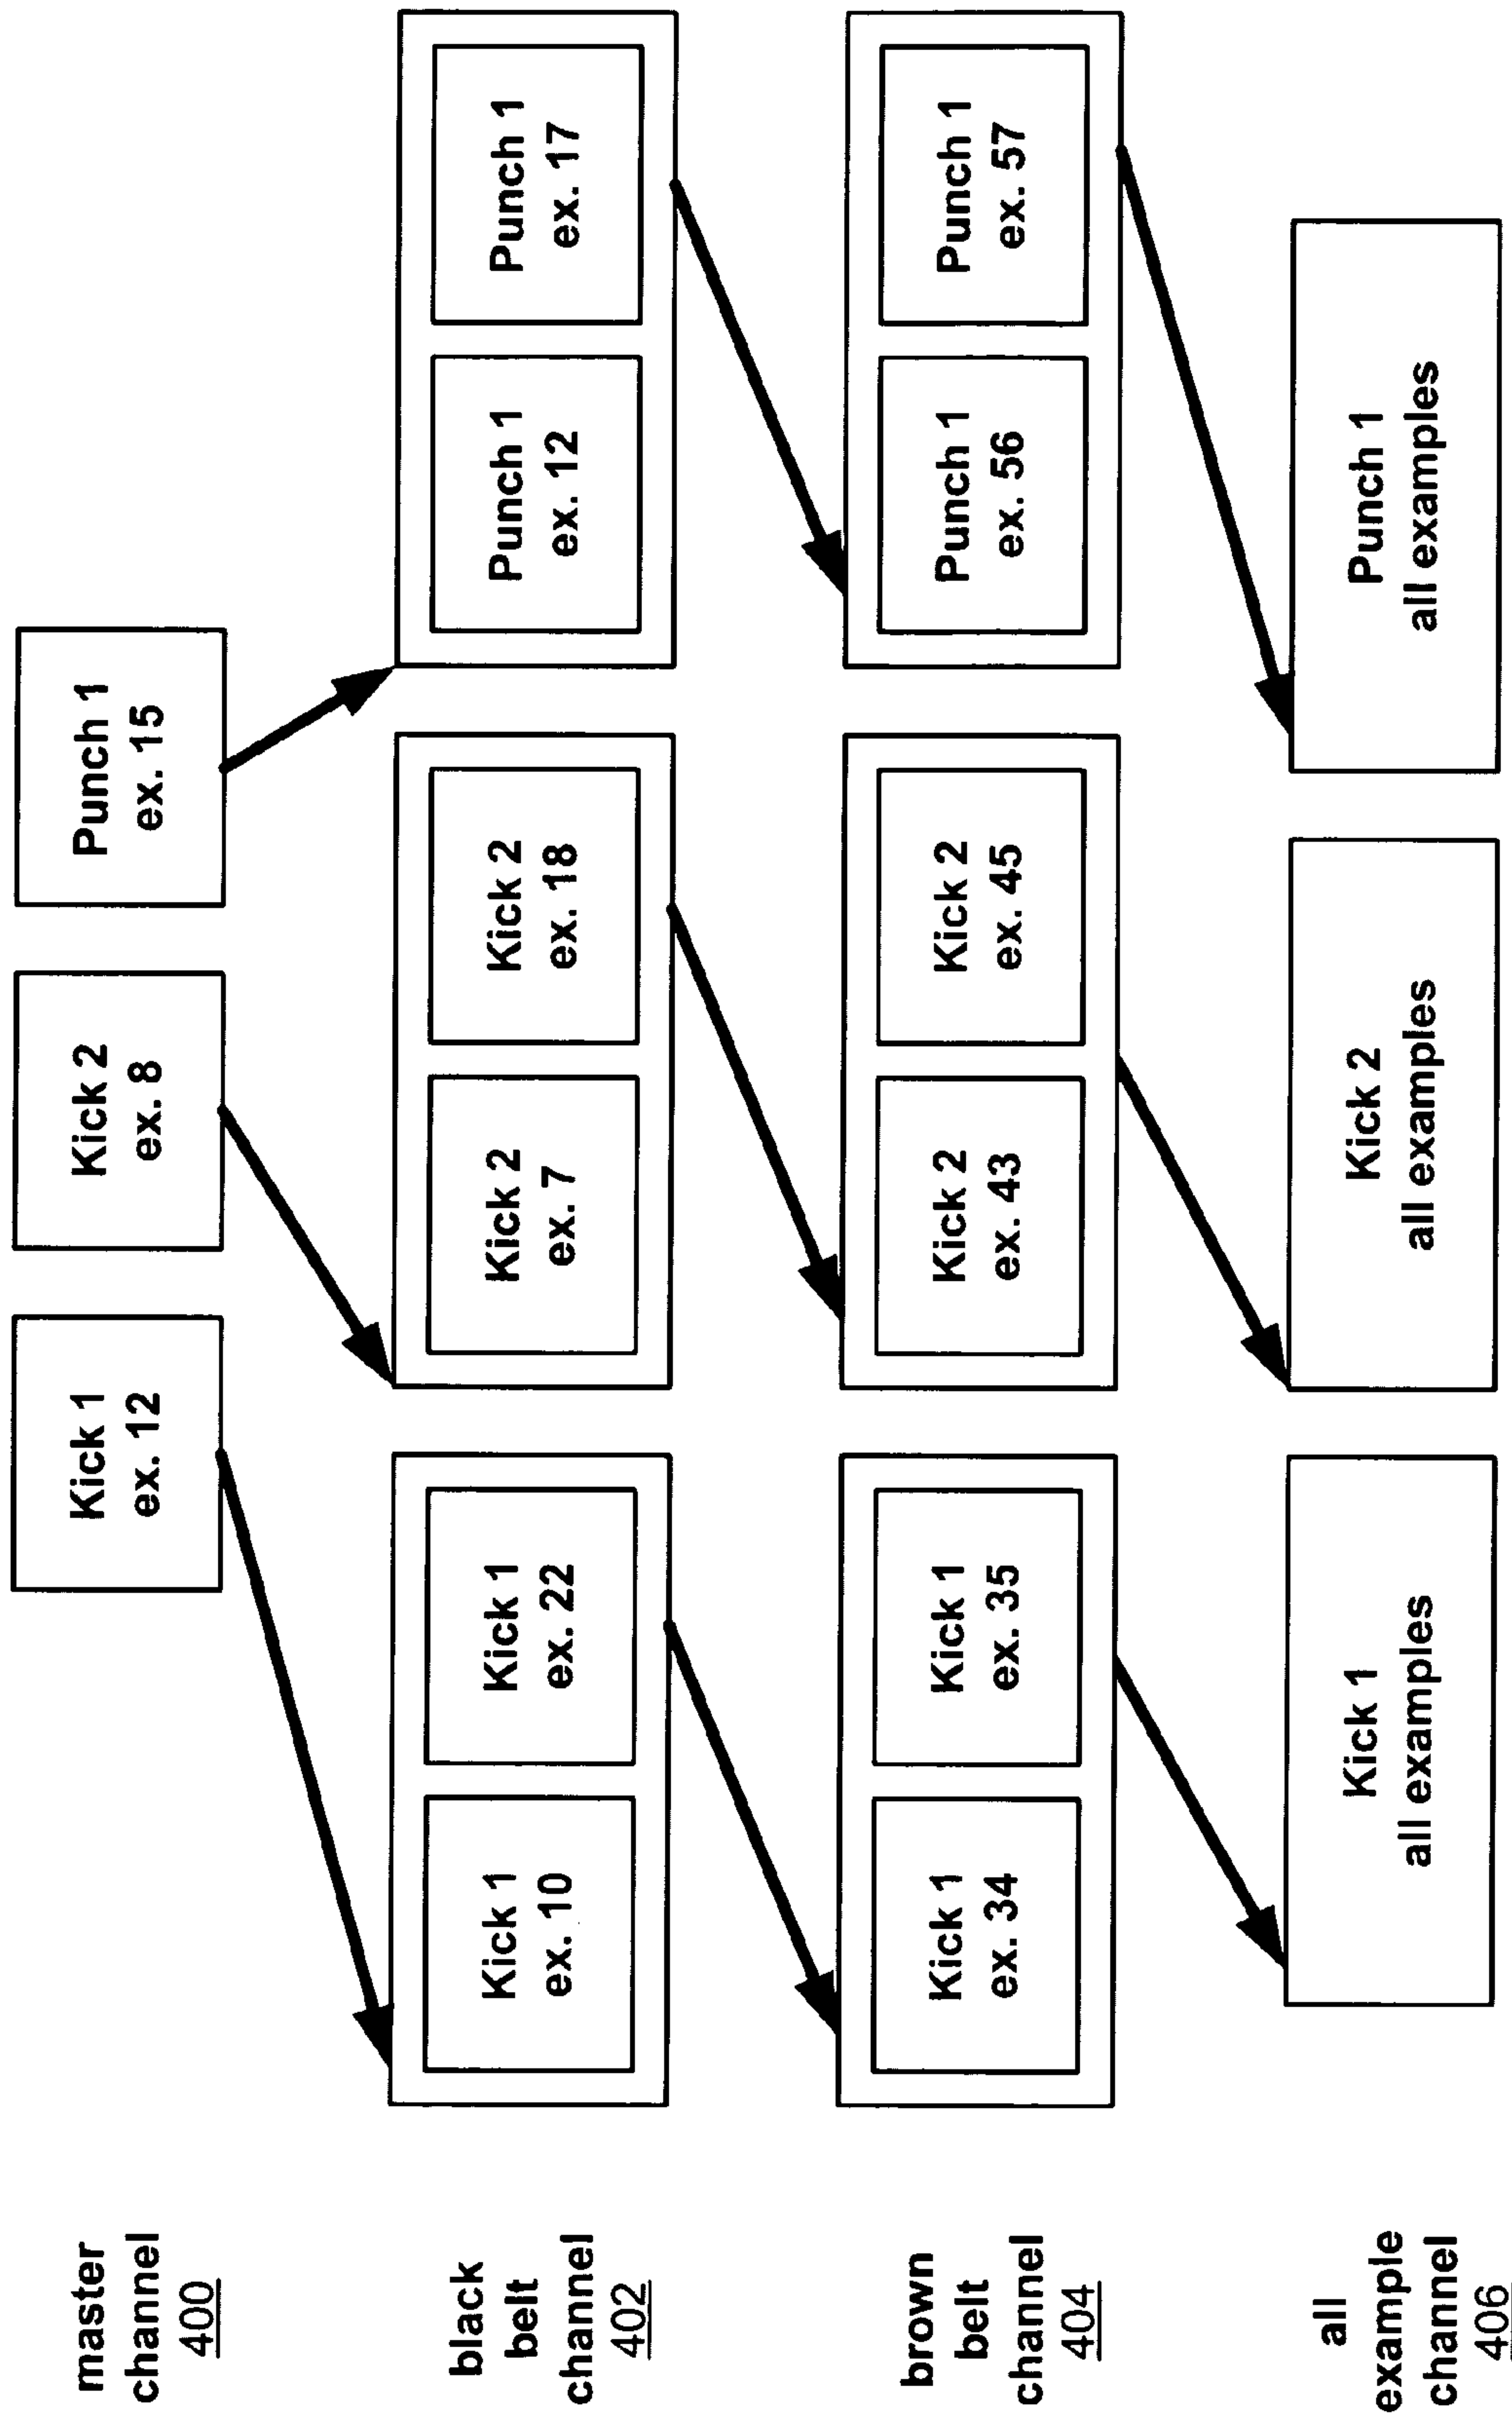 master
channel
400
Kick 1
ex. 12
Kick 2
ex. 8
Punch 1
ex. 15
black
belt
channel
402
Kick 1
ex. 10
Kick 1
ex. 22
Kick 2
ex. 7
Kick 2
ex. 18
Punch 1
ex. 12
Punch 1
ex. 17
brown
belt
channel
404
Kick 1
ex. 34
Kick 1
ex. 35
Kick 2
ex. 43
Kick 2
ex. 45
Punch 1
ex. 56
Punch 1
ex. 57
all
example
channel
406
Kick 1
all examples
Kick 2
all examples
Punch 1
all examples